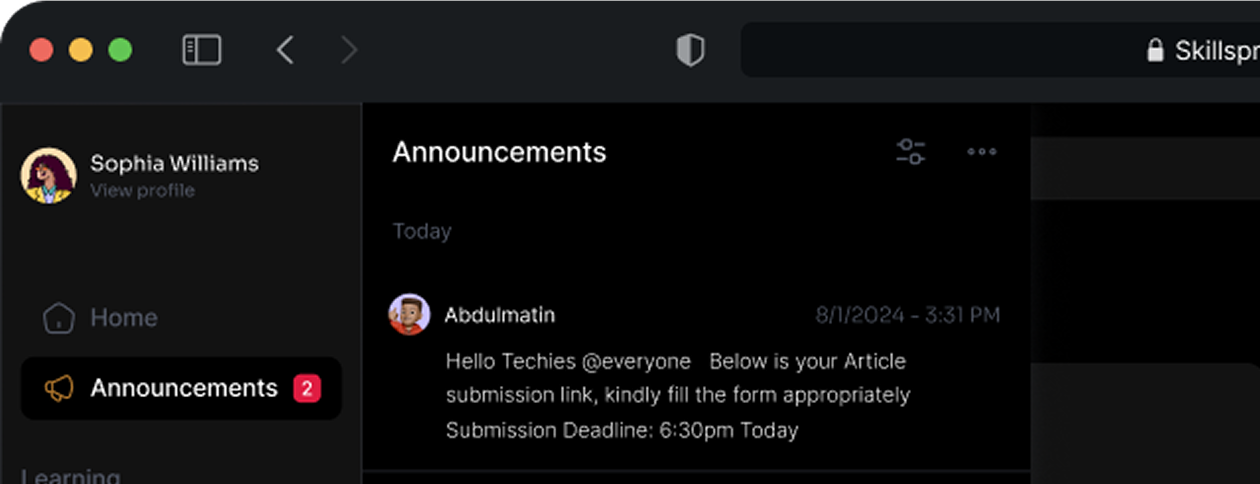 Skillspr
Sophia Williams
View profile
Announcements
Today
Home
Abdulmatin 8/1/2024 - 3:31 PM
Hello Techies @everyone Below is your Article
submission link, kindly fill the form appropriately
Submission Deadline: 6:30pm Today
Announcements 2
Learning